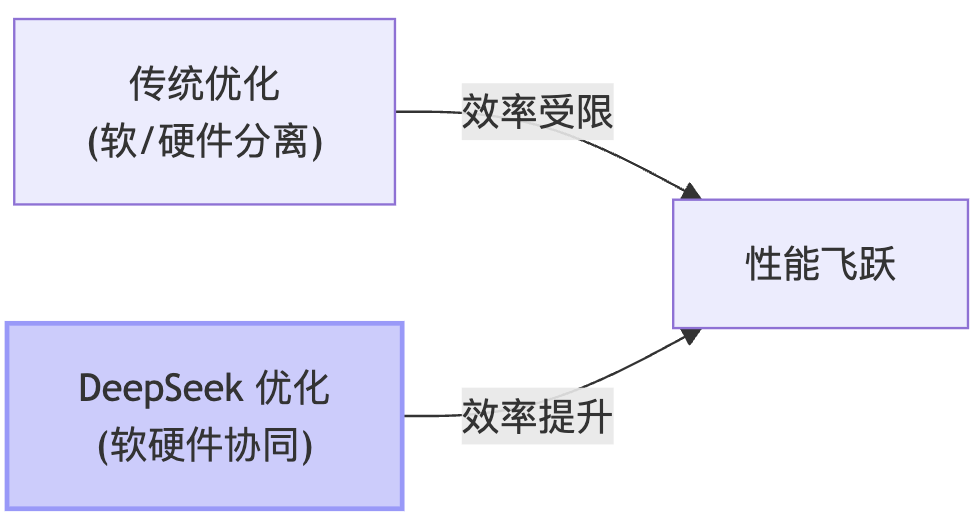 传统优化
(软/硬件分离)
效率受限
性能飞跃
DeepSeek 优化
(软硬件协同)
效率提升